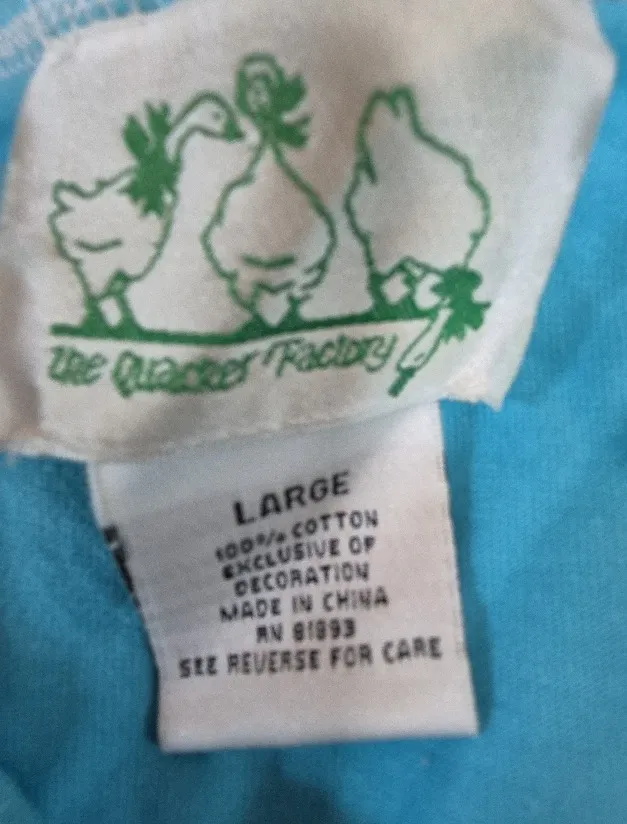 The Quacker Factory
LARGE
100% COTTON
EXCLUSIVE OF
DECORATION
MADE IN CHINA
RN 81893
SEE REVERSE FOR CARE